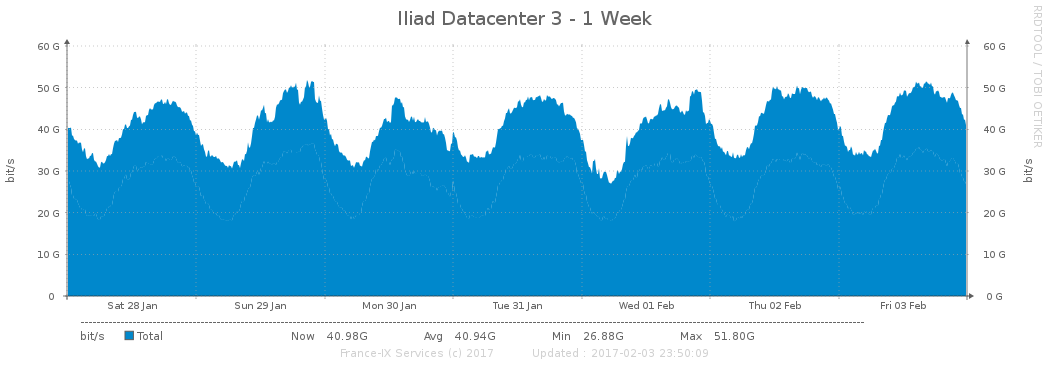 Iliad Datacenter 3 - 1 Week
RRDTOOL / TOBI OETIKER
60 G 60 G
50 G 50 G
40 G 40 G
30 G 30 G
20 G 20 G
10 G 10 G
0 0 G
bit/s bit/s
Sat 28 Jan Sun 29 Jan Mon 30 Jan Tue 31 Jan Wed 01 Feb Thu 02 Feb Fri 03 Feb
bit/s Total Now 40.98G Avg 40.94G Min 26.88G Max 51.80G
France-IX Services (c) 2017 Updated : 2017-02-03 23:50:09